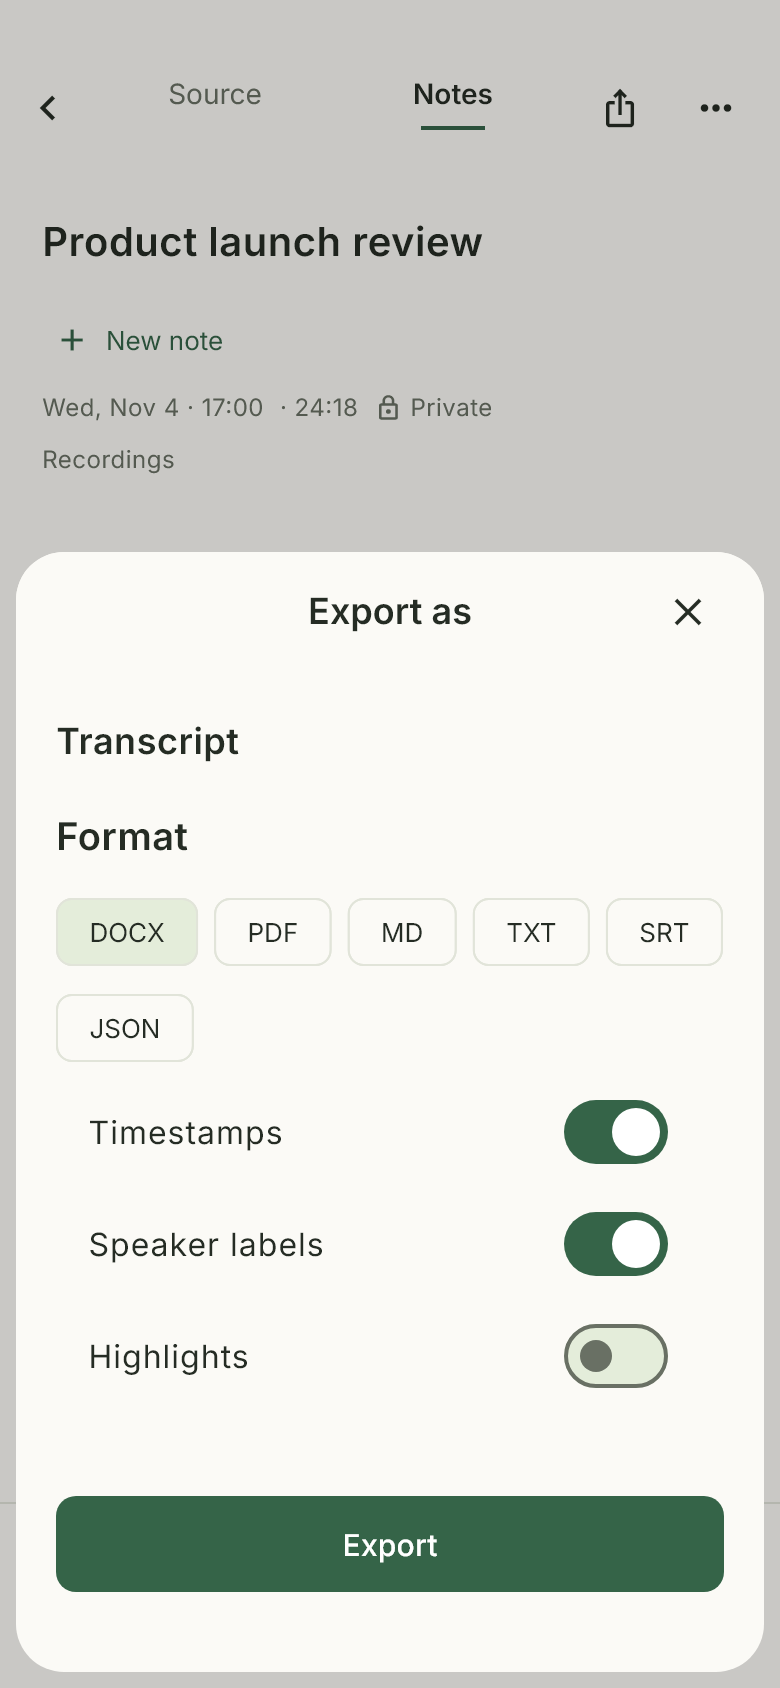 Source Notes
Product launch review
New note
Wed, Nov 4 · 17:00 · 24:18 Private
Recordings
Export as
Transcript
Format
DOCX PDF MD TXT SRT
JSON
Timestamps
Speaker labels
Highlights
Export